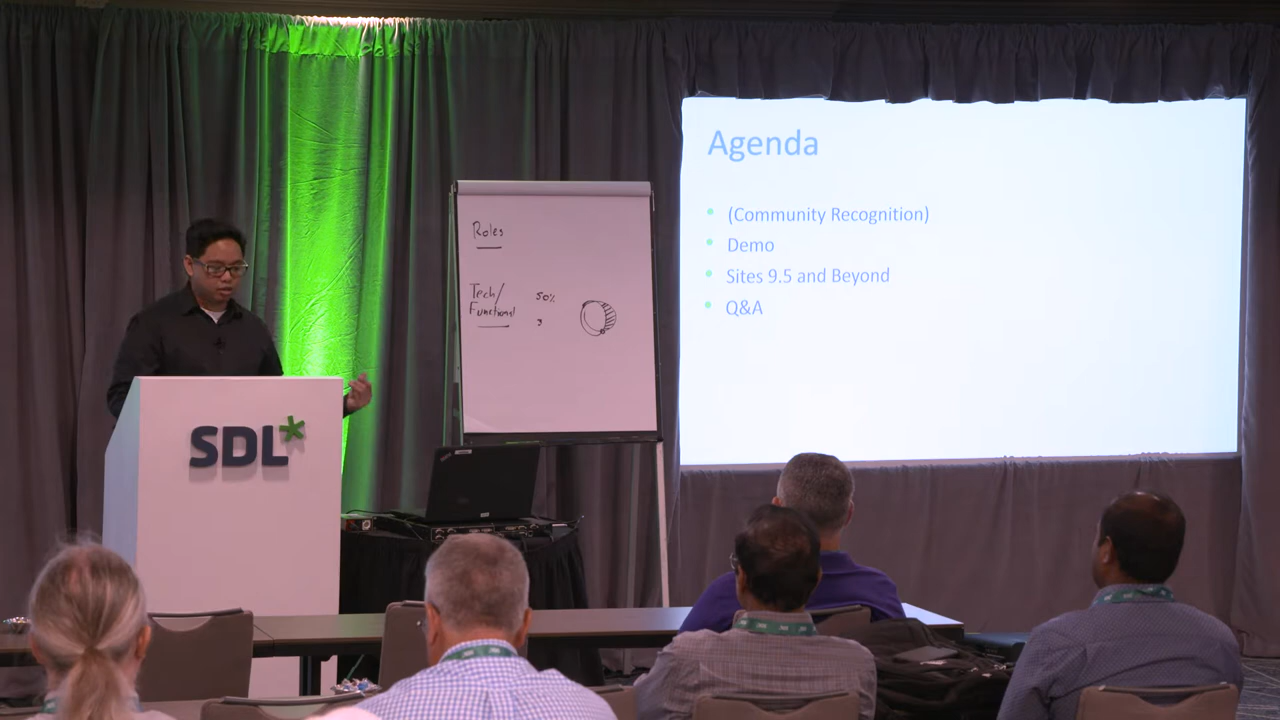 Agenda
(Community Recognition)
Demo
Sites 9.5 and Beyond
Q&A
Roles
Tech/ 50%
Functional
SDL*